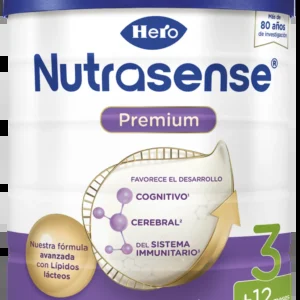 Hero
Más de
80 años
de investigación
Nutrasense®
Premium
FAVORECE EL DESARROLLO
COGNITIVO¹
CEREBRAL²
DEL SISTEMA
INMUNITARIO¹
Nuestra fórmula
avanzada
con Lípidos
lácteos
3
+12